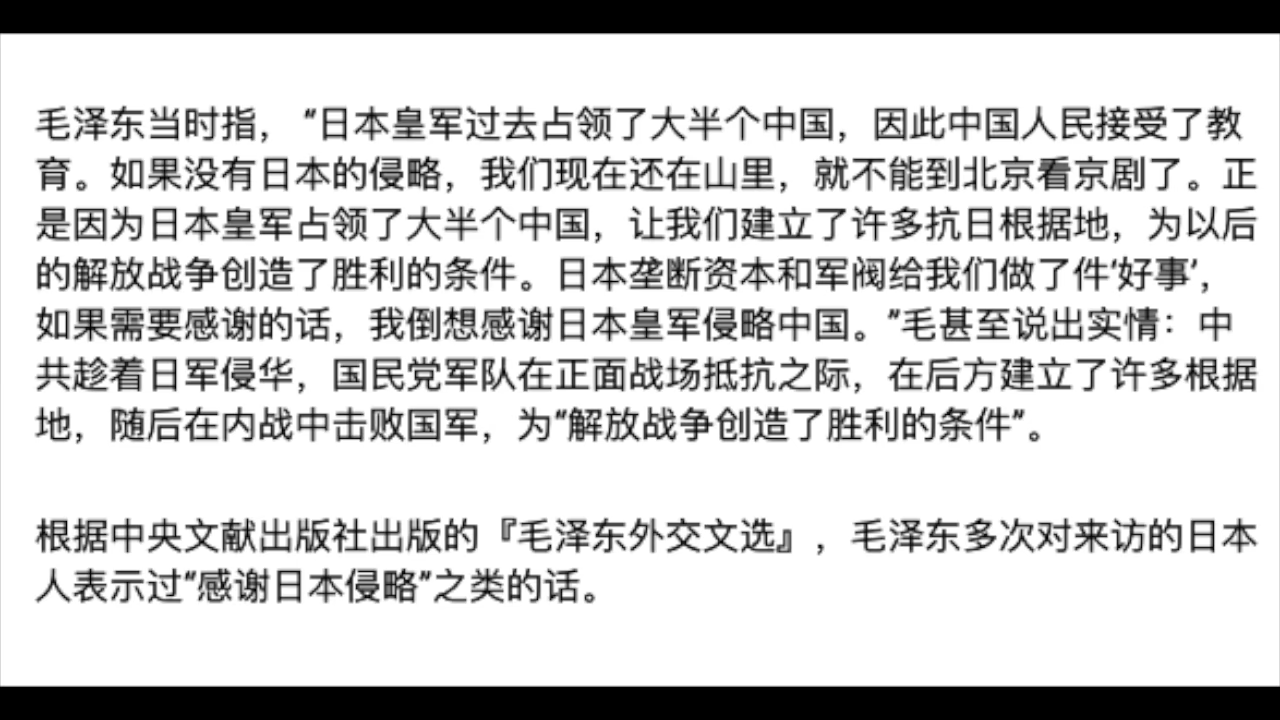 毛泽东当时指，“日本皇军过去占领了大半个中国，因此中国人民接受了教
育。如果没有日本的侵略，我们现在还在山里，就不能到北京看京剧了。正
是因为日本皇军占领了大半个中国，让我们建立了许多抗日根据地，为以后
的解放战争创造了胜利的条件。日本垄断资本和军阀给我们做了件‘好事’，
如果需要感谢的话，我倒想感谢日本皇军侵略中国。”毛甚至说出实情：中
共趁着日军侵华，国民党军队在正面战场抵抗之际，在后方建立了许多根据
地，随后在内战中击败国军，为“解放战争创造了胜利的条件”。
根据中央文献出版社出版的『毛泽东外交文选』，毛泽东多次对来访的日本
人表示过“感谢日本侵略”之类的话。